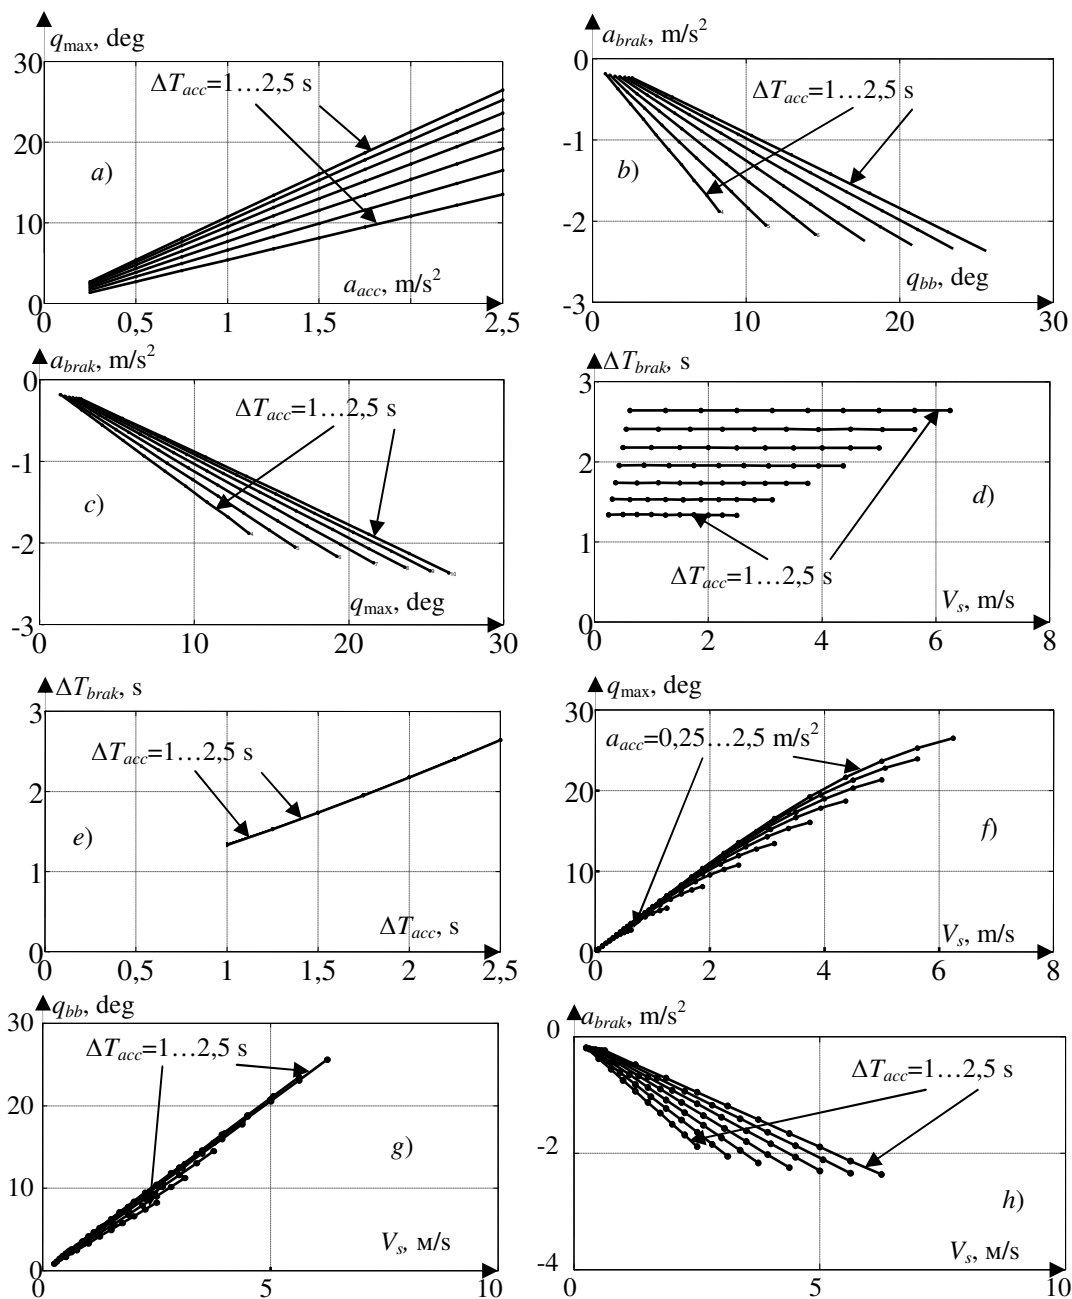 q_max, deg
30
20
10
0
ΔT_acc=1…2,5 s
a)
a_acc, m/s²
0 0,5 1 1,5 2 2,5
a_brak, m/s²
0
-1
-2
-3
ΔT_acc=1…2,5 s
b)
q_bb, deg
0 10 20 30
a_brak, m/s²
0
-1
-2
-3
ΔT_acc=1…2,5 s
c)
q_max, deg
0 10 20 30
ΔT_brak, s
3
2
1
0
d)
ΔT_acc=1…2,5 s
V_s, m/s
0 2 4 6 8
ΔT_brak, s
3
2
1
0
ΔT_acc=1…2,5 s
e)
ΔT_acc, s
0 0,5 1 1,5 2 2,5
q_max, deg
30
20
10
0
a_acc=0,25…2,5 m/s²
f)
V_s, m/s
0 2 4 6 8
q_bb, deg
30
20
10
0
ΔT_acc=1…2,5 s
g)
V_s, м/s
0 5 10
a_brak, m/s²
0
-2
-4
ΔT_acc=1…2,5 s
h)
V_s, м/s
0 5 10